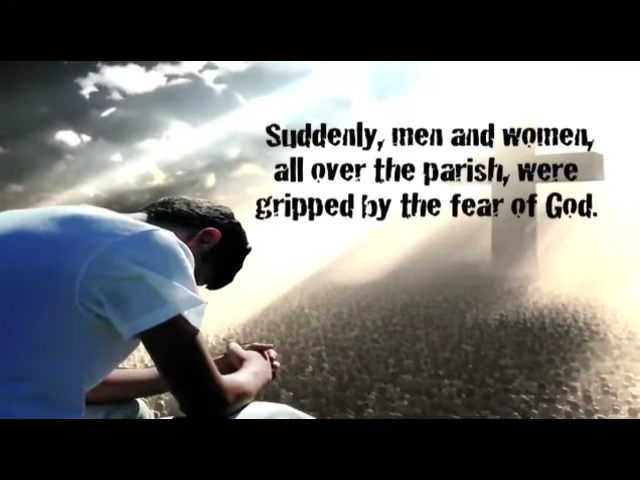 Suddenly, men and women,
all over the parish, were
gripped by the fear of God.